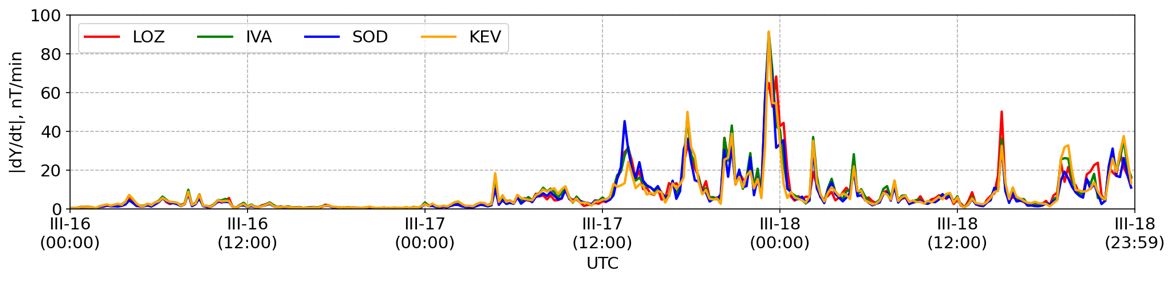 |dY/dt|, nT/min
100
80
60
40
20
0
LOZ IVA SOD KEV
III-16 III-16 III-17 III-17 III-18 III-18 III-18
(00:00) (12:00) (00:00) (12:00) (00:00) (12:00) (23:59)
UTC